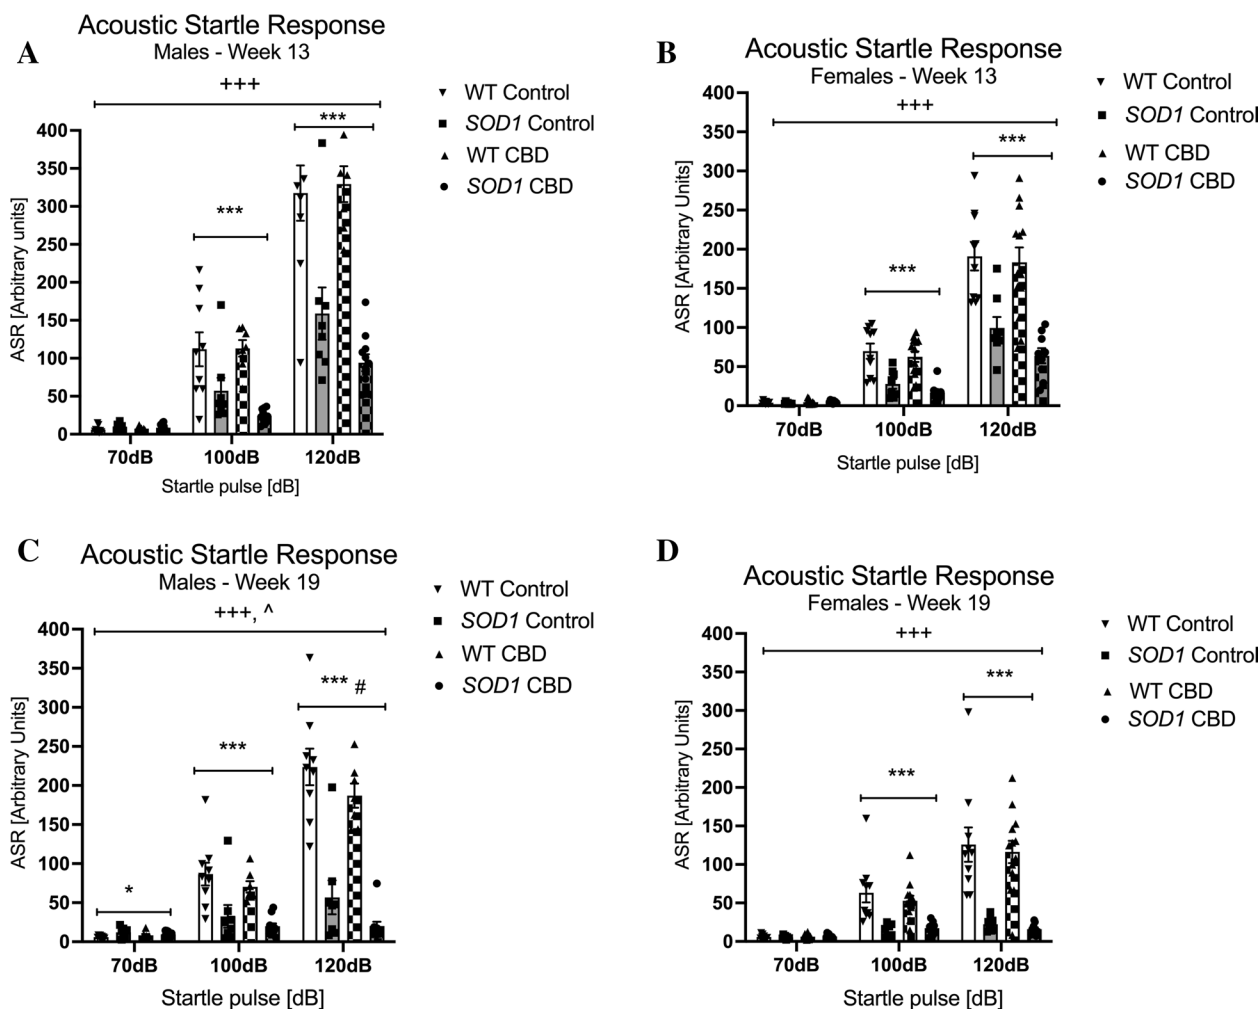 A
Acoustic Startle Response
Males - Week 13
+++
***
***
ASR [Arbitrary units]
400
350
300
250
200
150
100
50
0
70dB
100dB
120dB
Startle pulse [dB]
WT Control
SOD1 Control
WT CBD
SOD1 CBD
B
Acoustic Startle Response
Females - Week 13
+++
***
***
ASR [Arbitrary Units]
400
350
300
250
200
150
100
50
0
70dB
100dB
120dB
Startle pulse [dB]
WT Control
SOD1 Control
WT CBD
SOD1 CBD
C
Acoustic Startle Response
Males - Week 19
+++, ^
*** #
***
*
ASR [Arbitrary Units]
400
350
300
250
200
150
100
50
0
70dB
100dB
120dB
Startle pulse [dB]
WT Control
SOD1 Control
WT CBD
SOD1 CBD
D
Acoustic Startle Response
Females - Week 19
+++
***
***
ASR [Arbitrary Units]
400
350
300
250
200
150
100
50
0
70dB
100dB
120dB
Startle pulse [dB]
WT Control
SOD1 Control
WT CBD
SOD1 CBD